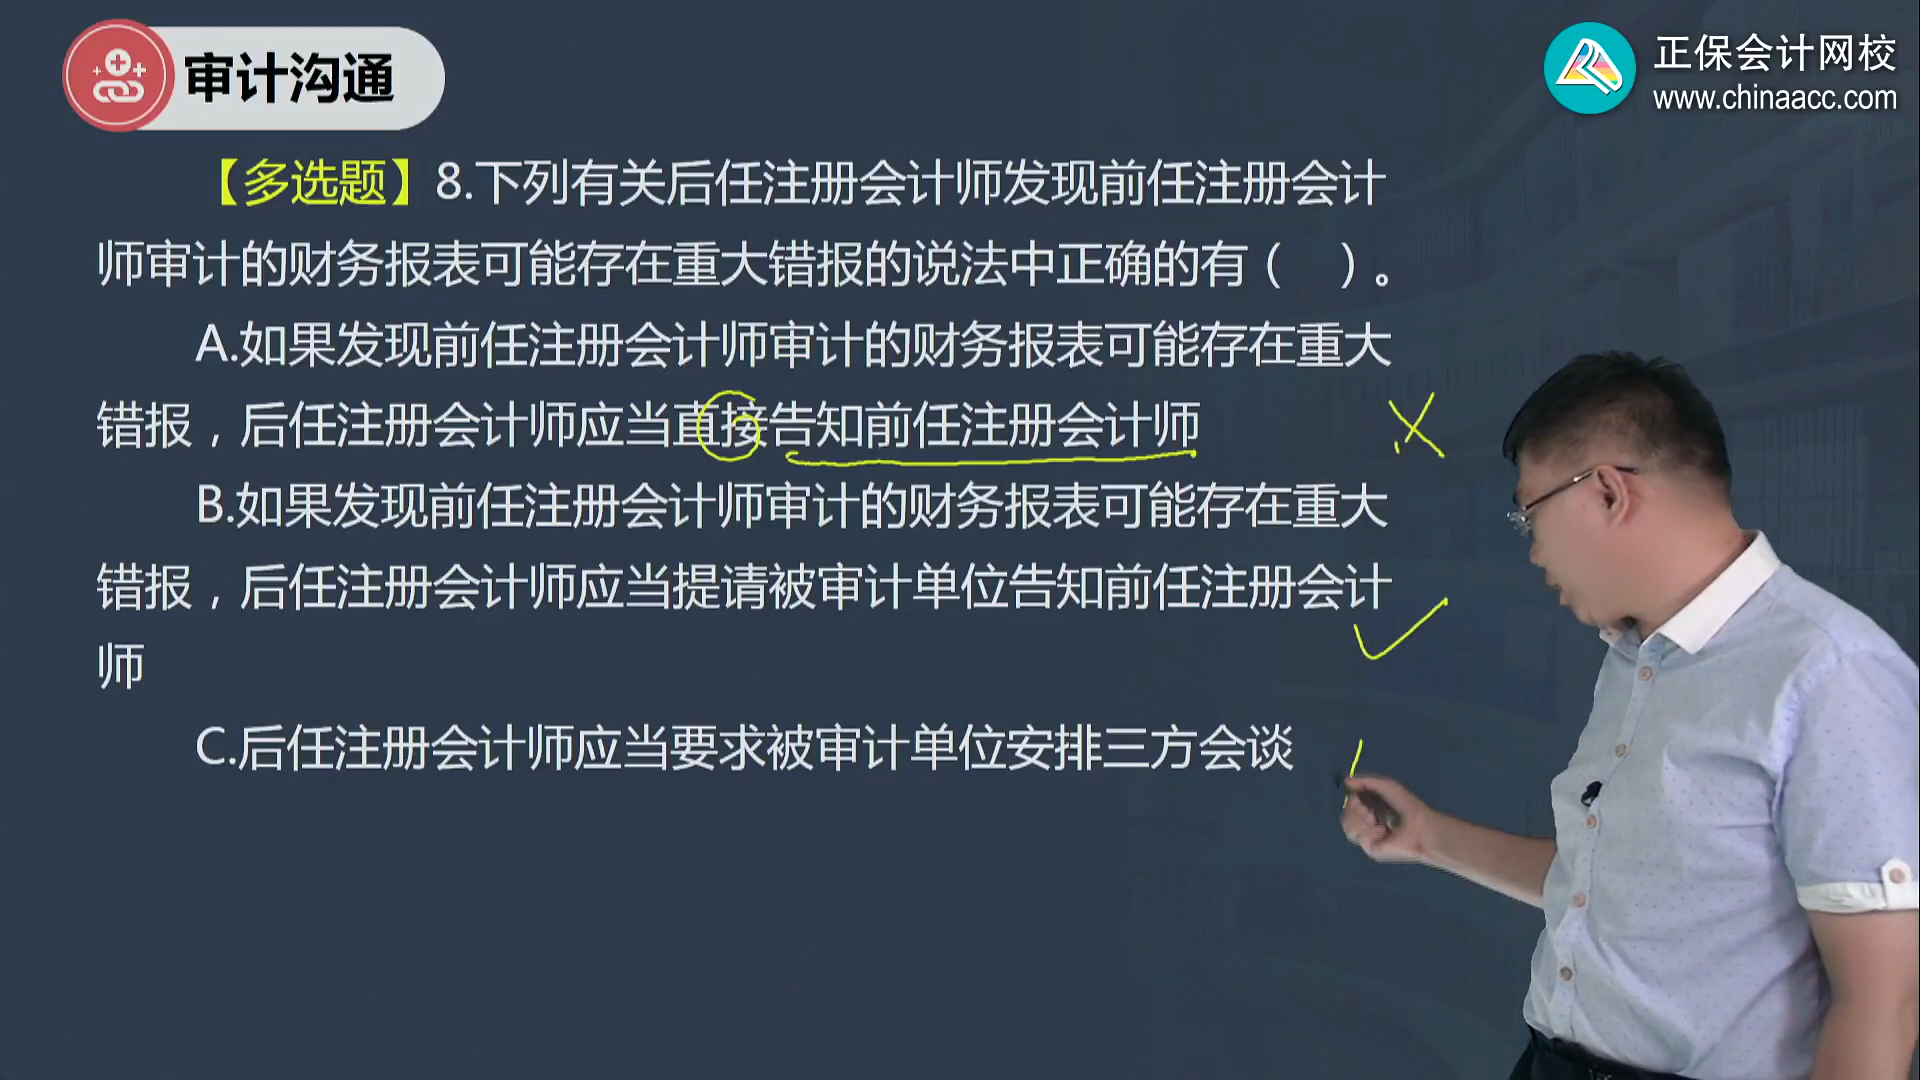 审计沟通
正保会计网校
www.chinaacc.com
【多选题】8.下列有关后任注册会计师发现前任注册会计
师审计的财务报表可能存在重大错报的说法中正确的有（ ）。
A.如果发现前任注册会计师审计的财务报表可能存在重大
错报，后任注册会计师应当直接告知前任注册会计师
B.如果发现前任注册会计师审计的财务报表可能存在重大
错报，后任注册会计师应当提请被审计单位告知前任注册会计
师
C.后任注册会计师应当要求被审计单位安排三方会谈